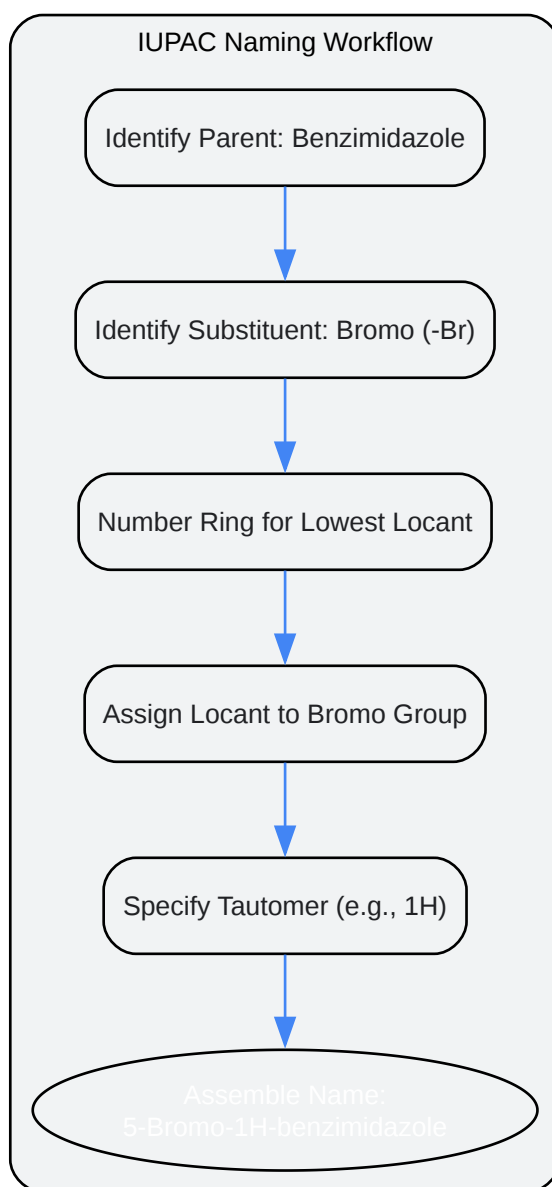 IUPAC Naming Workflow
Identify Parent: Benzimidazole
Identify Substituent: Bromo (-Br)
Number Ring for Lowest Locant
Assign Locant to Bromo Group
Specify Tautomer (e.g., 1H)
Assemble Name:
5-Bromo-1H-benzimidazole